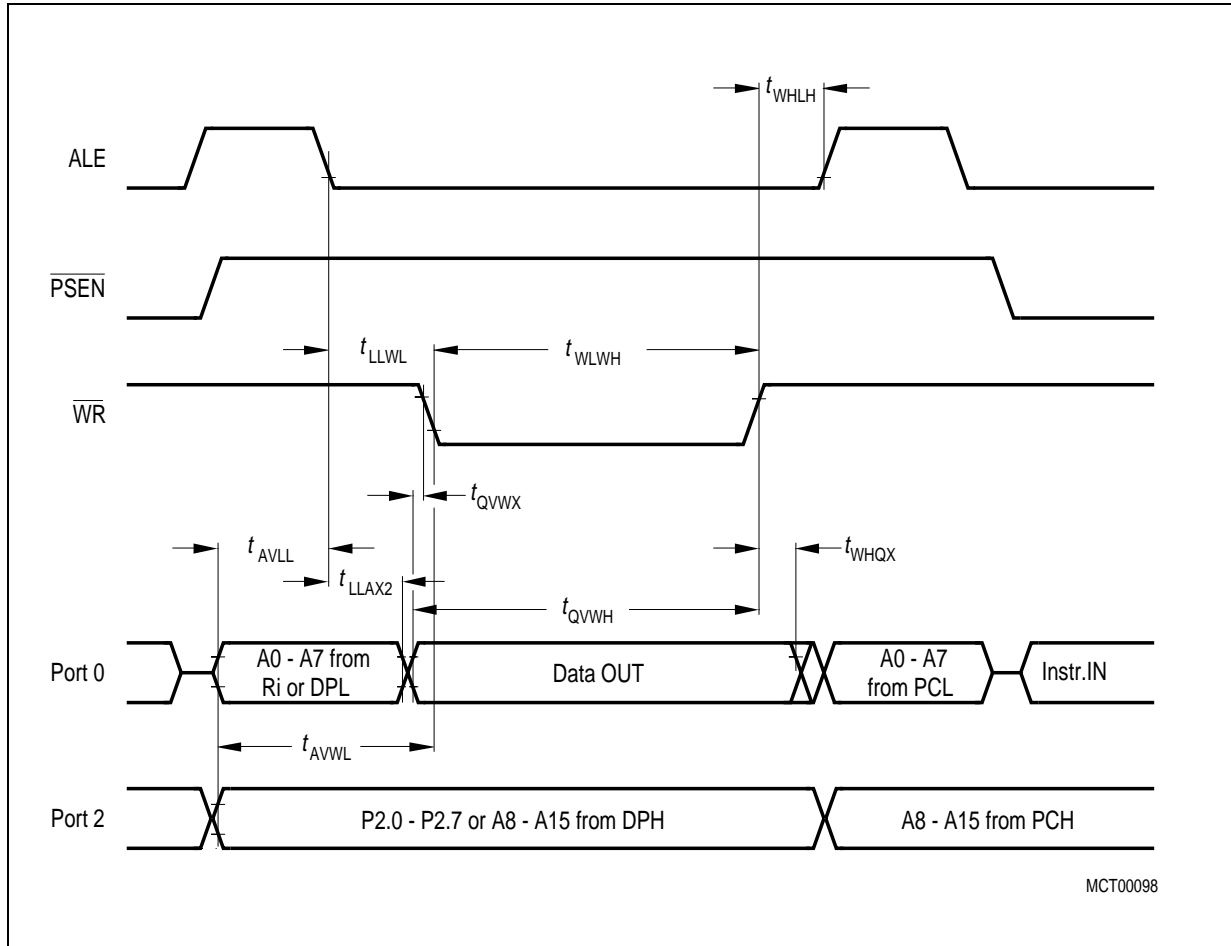 tWHLH
ALE
PSEN
tLLWL
tWLWH
WR
tQVWX
tAVLL
tWHQX
tLLAX2
tQVWH
Port 0
A0 - A7 from
Ri or DPL
Data OUT
A0 - A7
from PCL
Instr.IN
tAVWL
Port 2
P2.0 - P2.7 or A8 - A15 from DPH
A8 - A15 from PCH
MCT00098